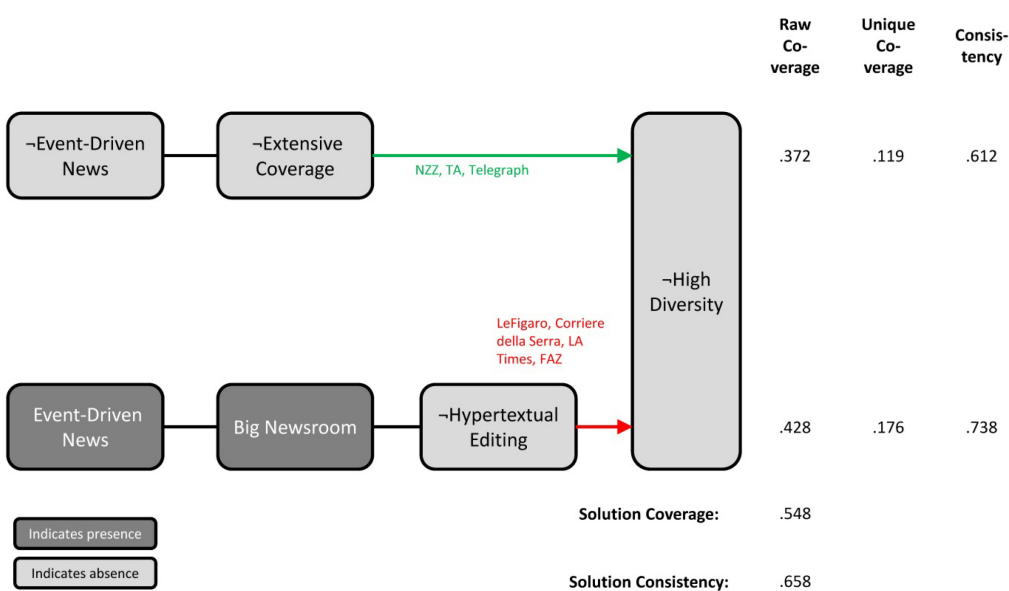 Raw
Co-
verage
Unique
Co-
verage
Consis-
tency
¬Event-Driven
News
¬Extensive
Coverage
NZZ, TA, Telegraph
.372
.119
.612
¬High
Diversity
LeFigaro, Corriere
della Serra, LA
Times, FAZ
Event-Driven
News
Big Newsroom
¬Hypertextual
Editing
.428
.176
.738
Solution Coverage:
.548
Indicates presence
Indicates absence
Solution Consistency:
.658